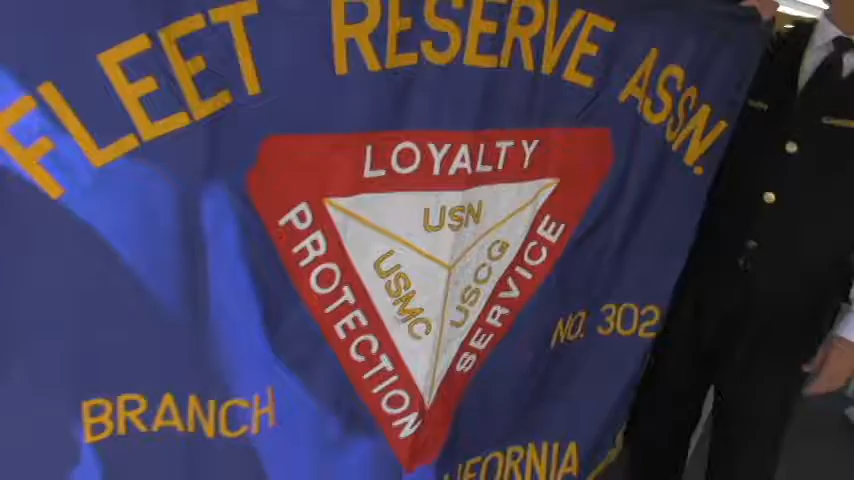 FLEET RESERVE ASSN.
LOYALTY
USN
PROTECTION
USMC
USCG
SERVICE
BRANCH
NO. 302